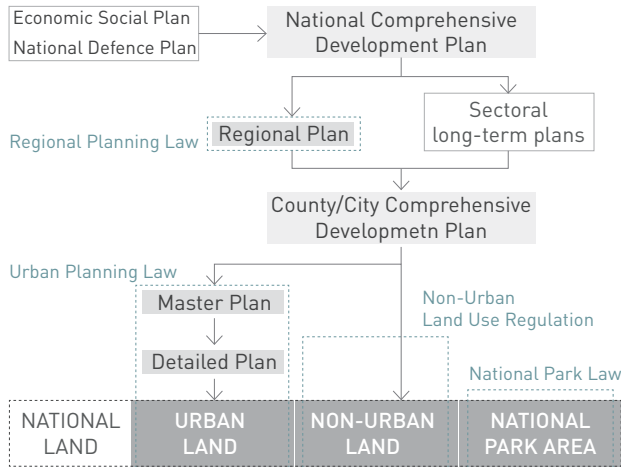 Economic Social Plan
National Defence Plan
National Comprehensive
Development Plan
Regional Planning Law
Regional Plan
Sectoral
long-term plans
County/City Comprehensive
Developmetn Plan
Urban Planning Law
Master Plan
Detailed Plan
Non-Urban
Land Use Regulation
National Park Law
NATIONAL
LAND
URBAN
LAND
NON-URBAN
LAND
NATIONAL
PARK AREA